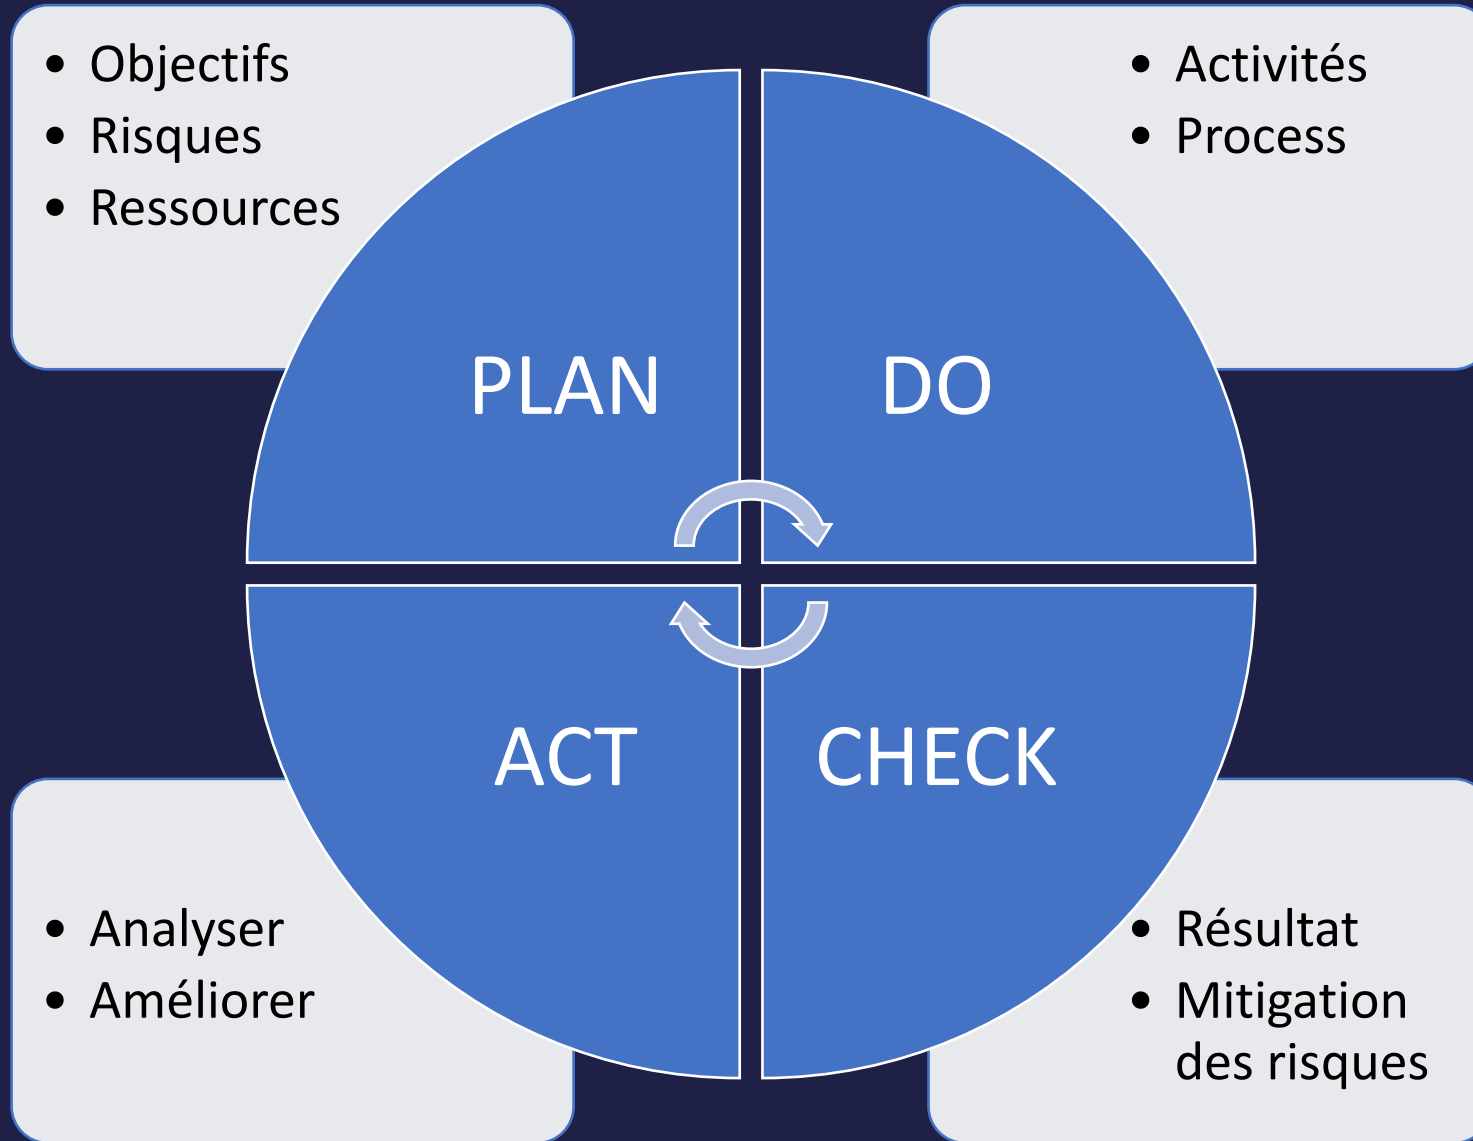 • Objectifs
• Risques
• Ressources
• Activités
• Process
PLAN
DO
ACT
CHECK
• Analyser
• Améliorer
• Résultat
• Mitigation
des risques